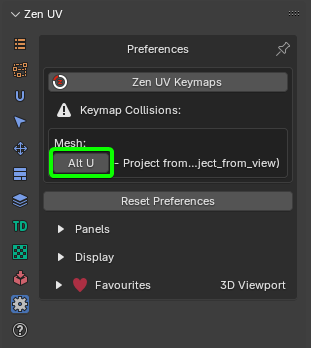 Zen UV
Preferences
Zen UV Keymaps
Keymap Collisions:
Mesh:
Alt U - Project from...ject_from_view)
Reset Preferences
Panels
Display
Favourites 3D Viewport
U
TD
?